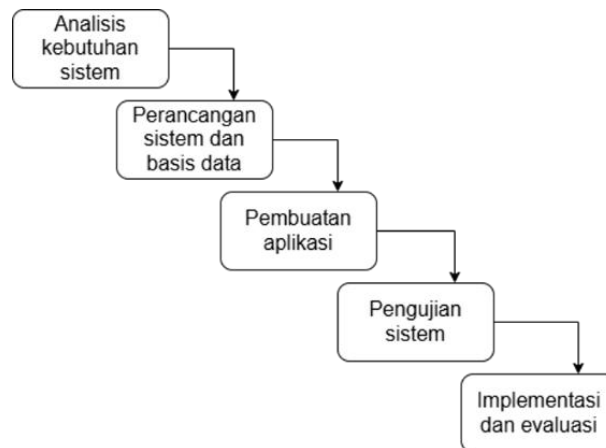 Analisis
kebutuhan
sistem
Perancangan
sistem dan
basis data
Pembuatan
aplikasi
Pengujian
sistem
Implementasi
dan evaluasi